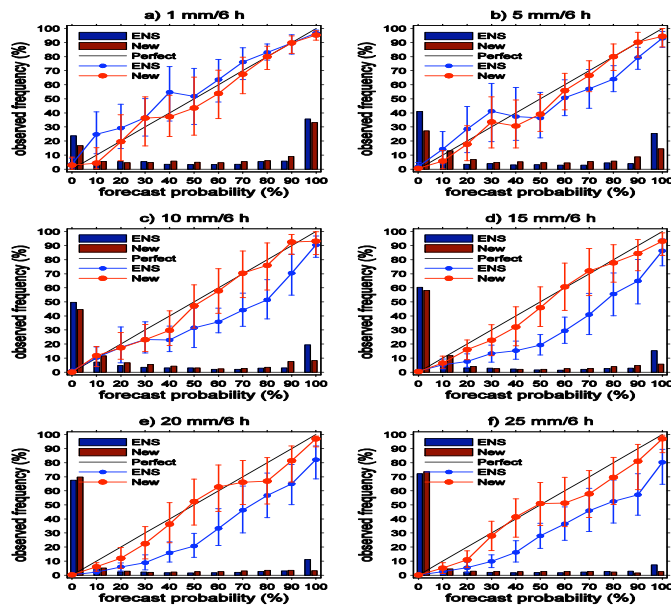 a) 1 mm/6 h
b) 5 mm/6 h
observed frequency (%)
100
90
80
70
60
50
40
30
20
10
0
ENS
New
Perfect
ENS
New
0 10 20 30 40 50 60 70 80 90 100
forecast probability (%)
observed frequency (%)
100
90
80
70
60
50
40
30
20
10
0
ENS
New
Perfect
ENS
New
0 10 20 30 40 50 60 70 80 90 100
forecast probability (%)
c) 10 mm/6 h
d) 15 mm/6 h
observed frequency (%)
100
90
80
70
60
50
40
30
20
10
0
ENS
New
Perfect
ENS
New
0 10 20 30 40 50 60 70 80 90 100
forecast probability (%)
observed frequency (%)
100
90
80
70
60
50
40
30
20
10
0
ENS
New
Perfect
ENS
New
0 10 20 30 40 50 60 70 80 90 100
forecast probability (%)
e) 20 mm/6 h
f) 25 mm/6 h
observed frequency (%)
100
90
80
70
60
50
40
30
20
10
0
ENS
New
Perfect
ENS
New
0 10 20 30 40 50 60 70 80 90 100
forecast probability (%)
observed frequency (%)
100
90
80
70
60
50
40
30
20
10
0
ENS
New
Perfect
ENS
New
0 10 20 30 40 50 60 70 80 90 100
forecast probability (%)